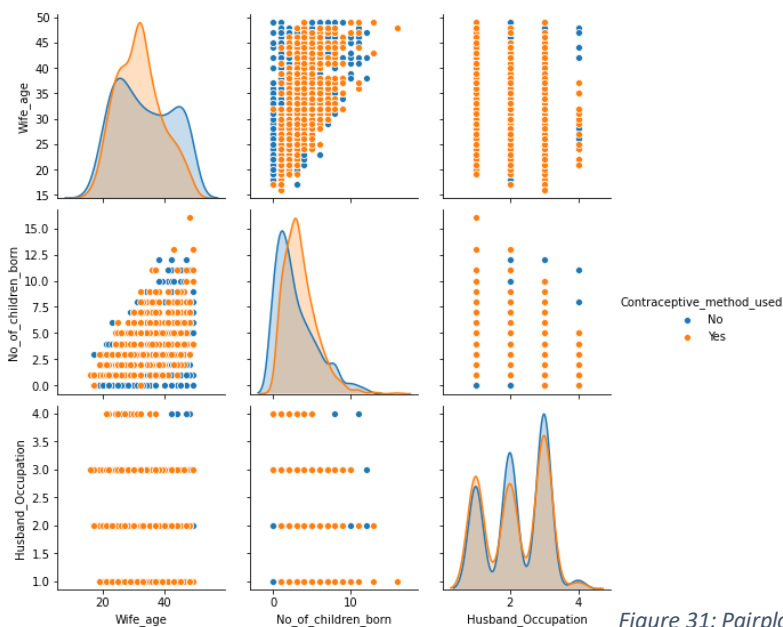 50
45
40
35
30
25
20
15
Wife_age
15.0
12.5
10.0
7.5
5.0
2.5
0.0
No_of_children_born
Contraceptive_method_used
No
Yes
4.0
3.5
3.0
2.5
2.0
1.5
1.0
Husband_Occupation
20 40
0 10
2 4
Wife_age
No_of_children_born
Husband_Occupation
Figure 31: Pairplo